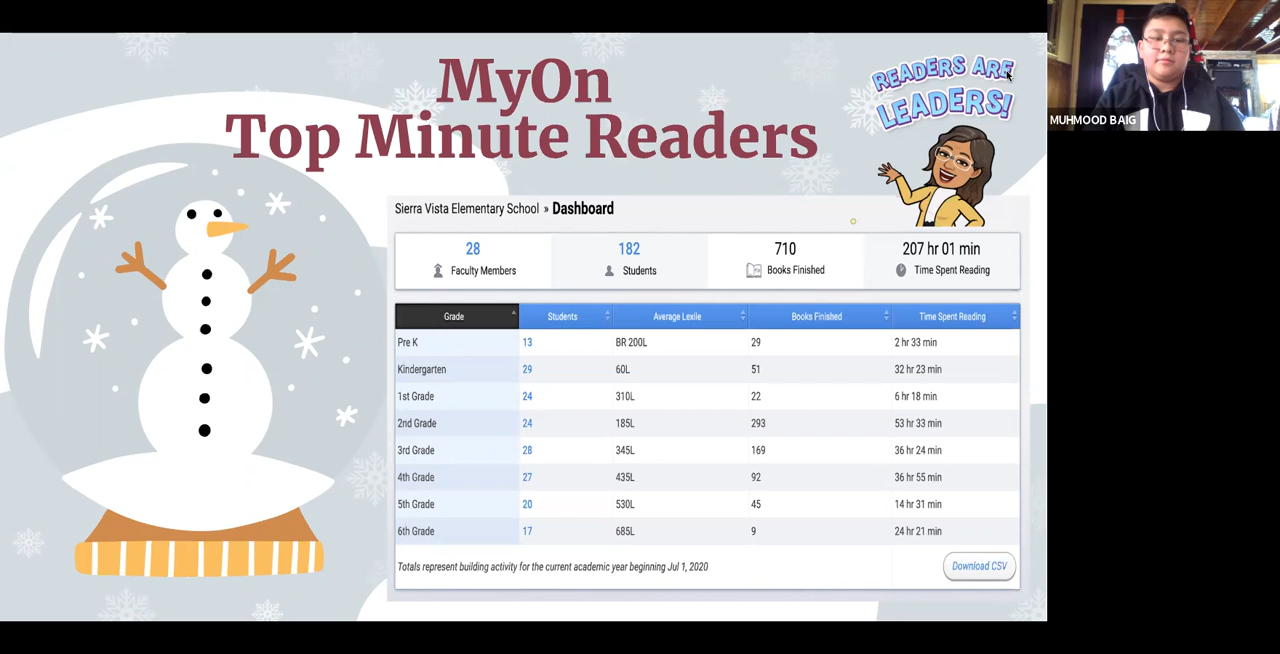 MyOn
Top Minute Readers
READERS ARE
LEADERS!
MUHMOOD BAIG
Sierra Vista Elementary School » Dashboard
28 182 710 207 hr 01 min
Faculty Members Students Books Finished Time Spent Reading
Grade Students Average Lexile Books Finished Time Spent Reading
Pre K 13 BR 200L 29 2 hr 33 min
Kindergarten 29 60L 51 32 hr 23 min
1st Grade 24 310L 22 6 hr 18 min
2nd Grade 24 185L 293 53 hr 33 min
3rd Grade 28 345L 169 36 hr 24 min
4th Grade 27 435L 92 36 hr 55 min
5th Grade 20 530L 45 14 hr 31 min
6th Grade 17 685L 9 24 hr 21 min
Totals represent building activity for the current academic year beginning Jul 1, 2020
Download CSV